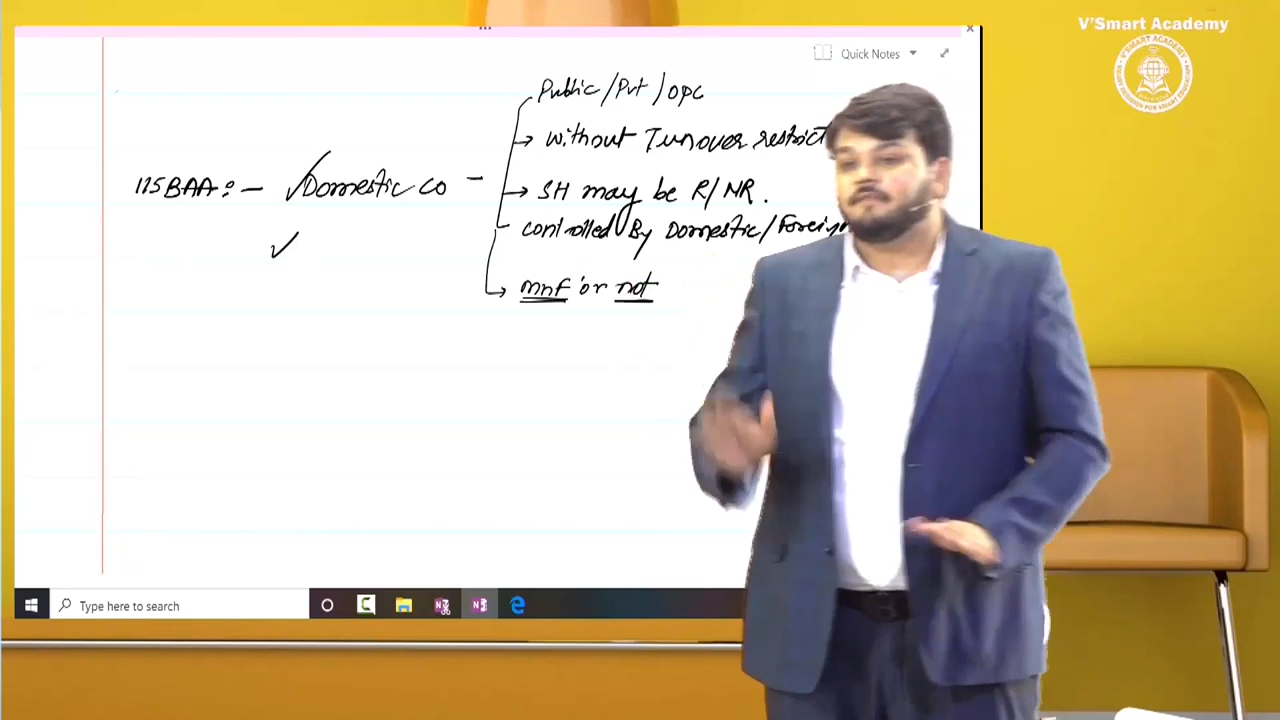 V'Smart Academy
Quick Notes
Public/Pvt/OPC
without Turnover restrict
115BAA:- Domestic co -
SH may be R/NR.
controlled By Domestic/Foreign
mnf or not
Type here to search